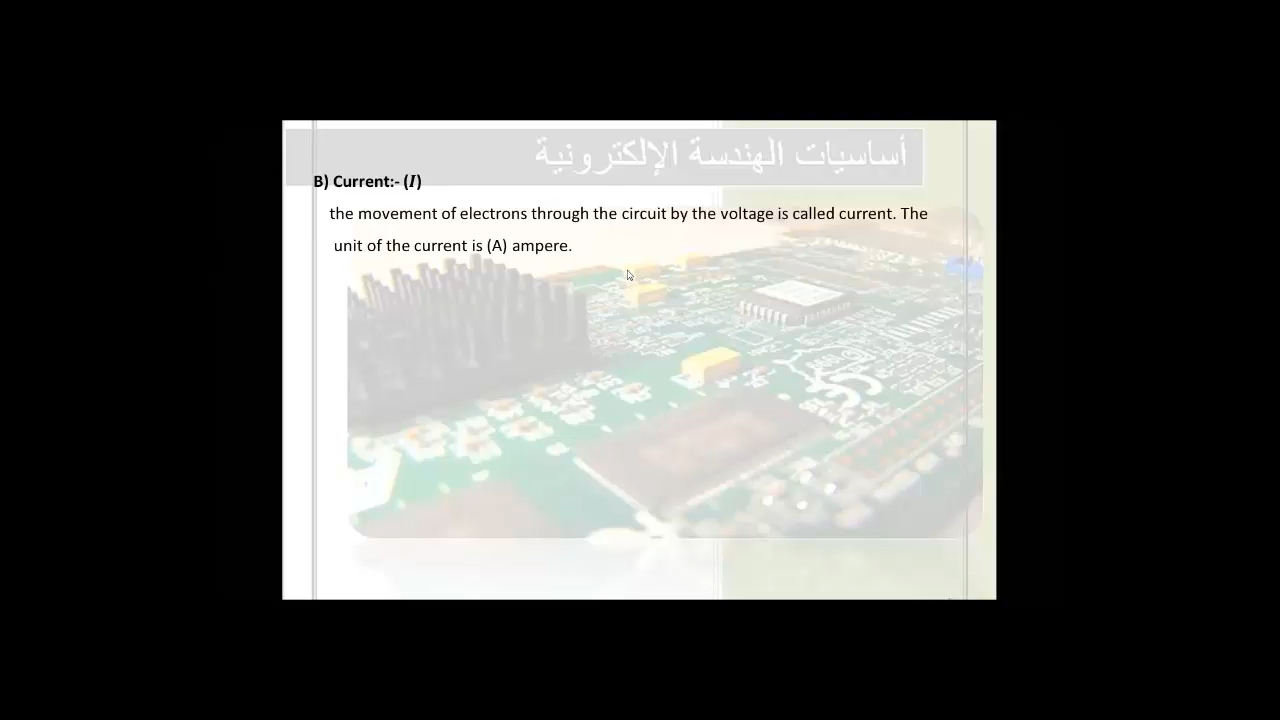 أساسيات الهندسة الإلكترونية
B) Current:- (I)
the movement of electrons through the circuit by the voltage is called current. The
unit of the current is (A) ampere.